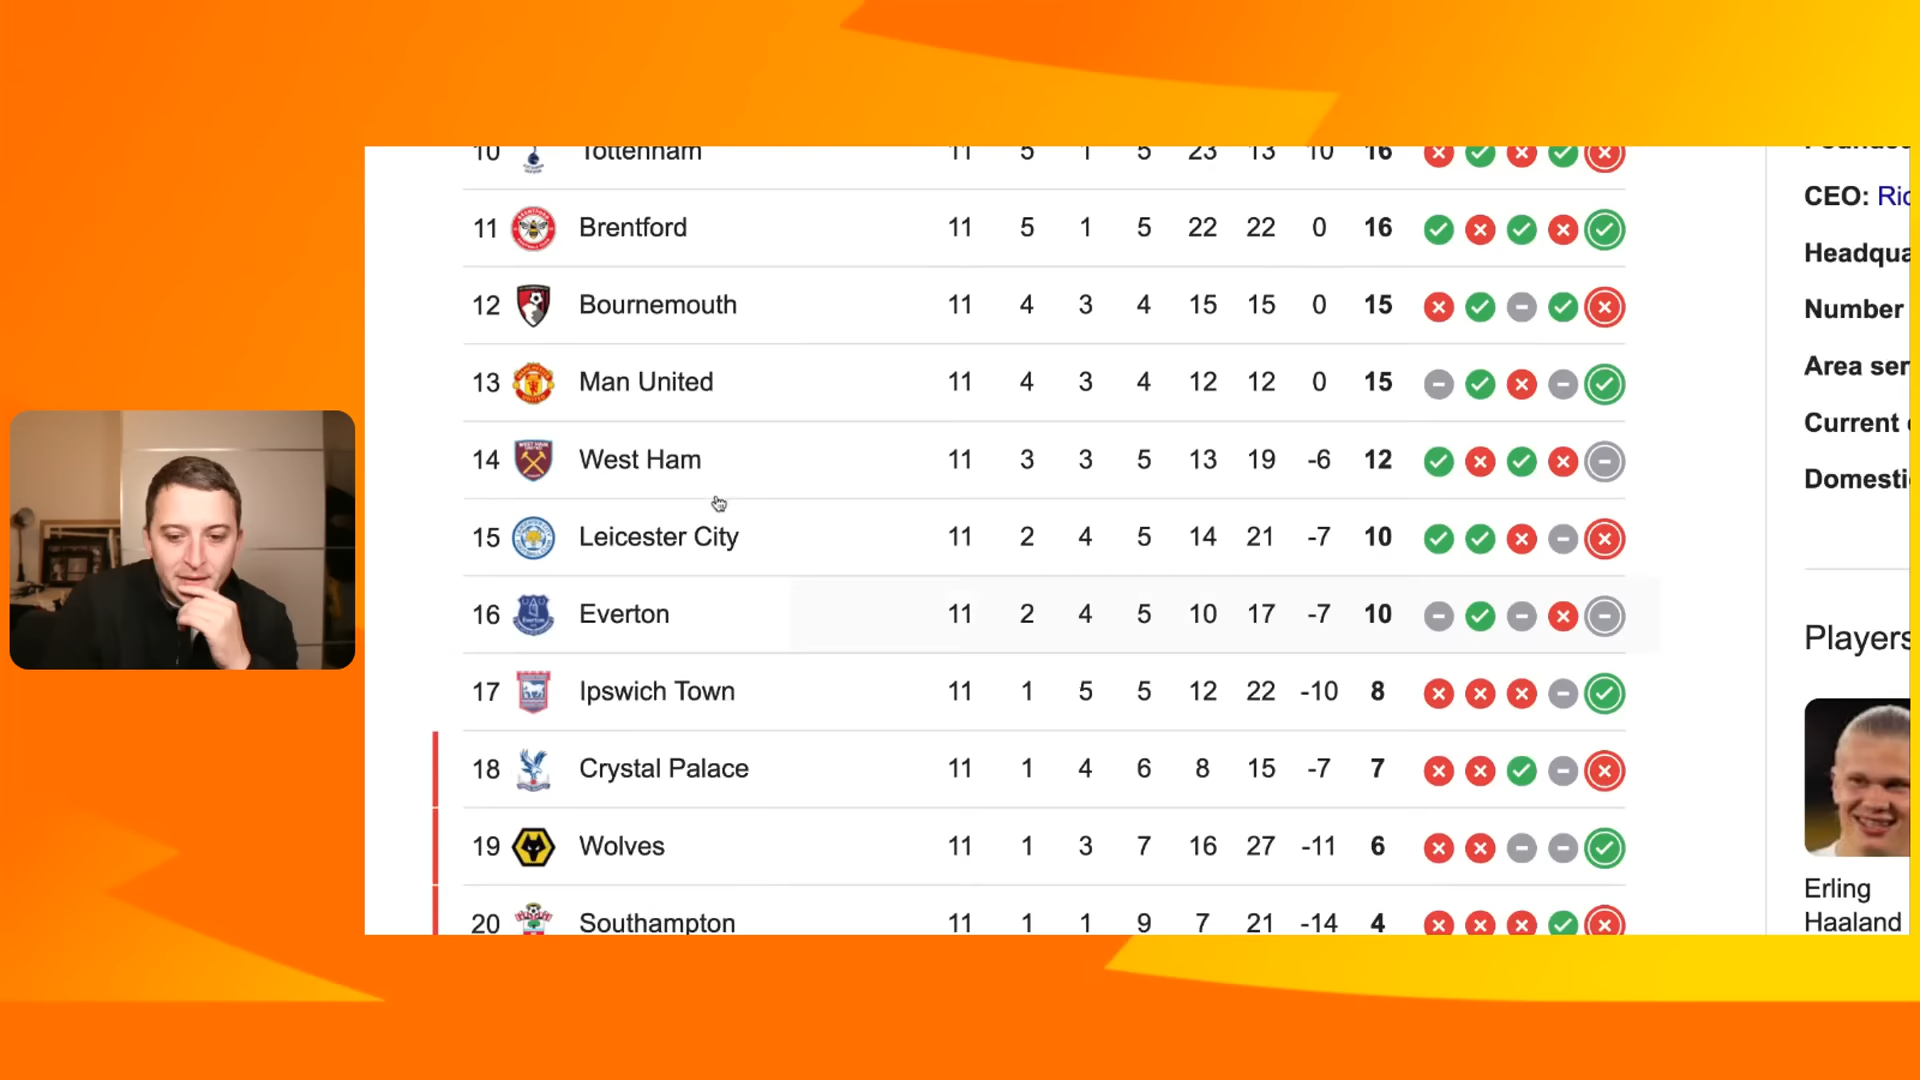 10 Tottenham 11 5 1 5 23 13 10 16
11 Brentford 11 5 1 5 22 22 0 16
12 Bournemouth 11 4 3 4 15 15 0 15
13 Man United 11 4 3 4 12 12 0 15
14 West Ham 11 3 3 5 13 19 -6 12
15 Leicester City 11 2 4 5 14 21 -7 10
16 Everton 11 2 4 5 10 17 -7 10
17 Ipswich Town 11 1 5 5 12 22 -10 8
18 Crystal Palace 11 1 4 6 8 15 -7 7
19 Wolves 11 1 3 7 16 27 -11 6
20 Southampton 11 1 1 9 7 21 -14 4
CEO: Ric
Headqua
Number
Area ser
Current
Domesti
Players
Erling
Haaland